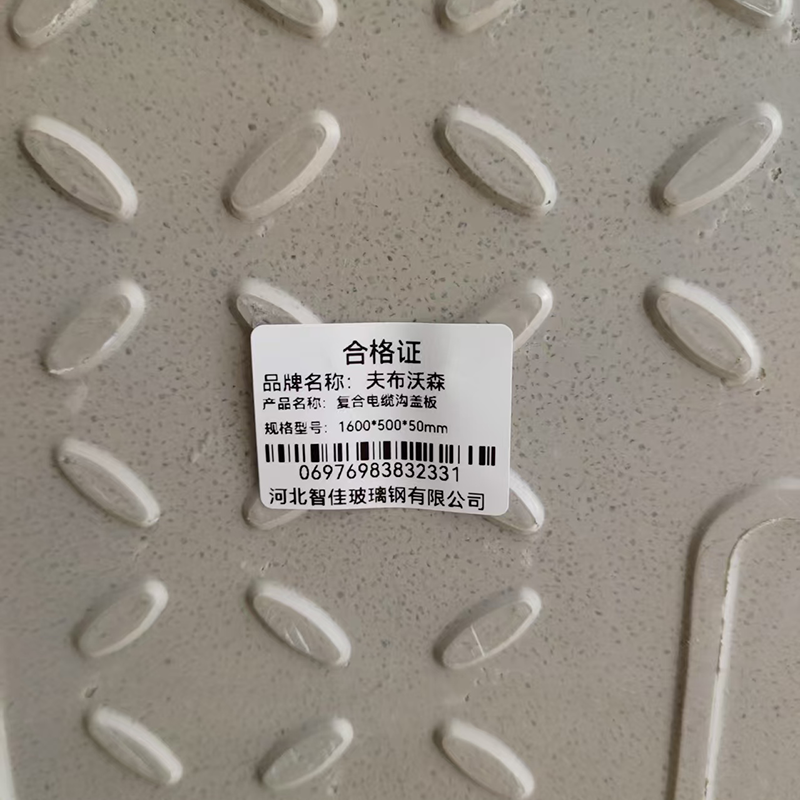 合格证
品牌名称：夫布沃森
产品名称：复合电缆沟盖板
规格型号：1600*500*50mm
06976983832331
河北智佳玻璃钢有限公司